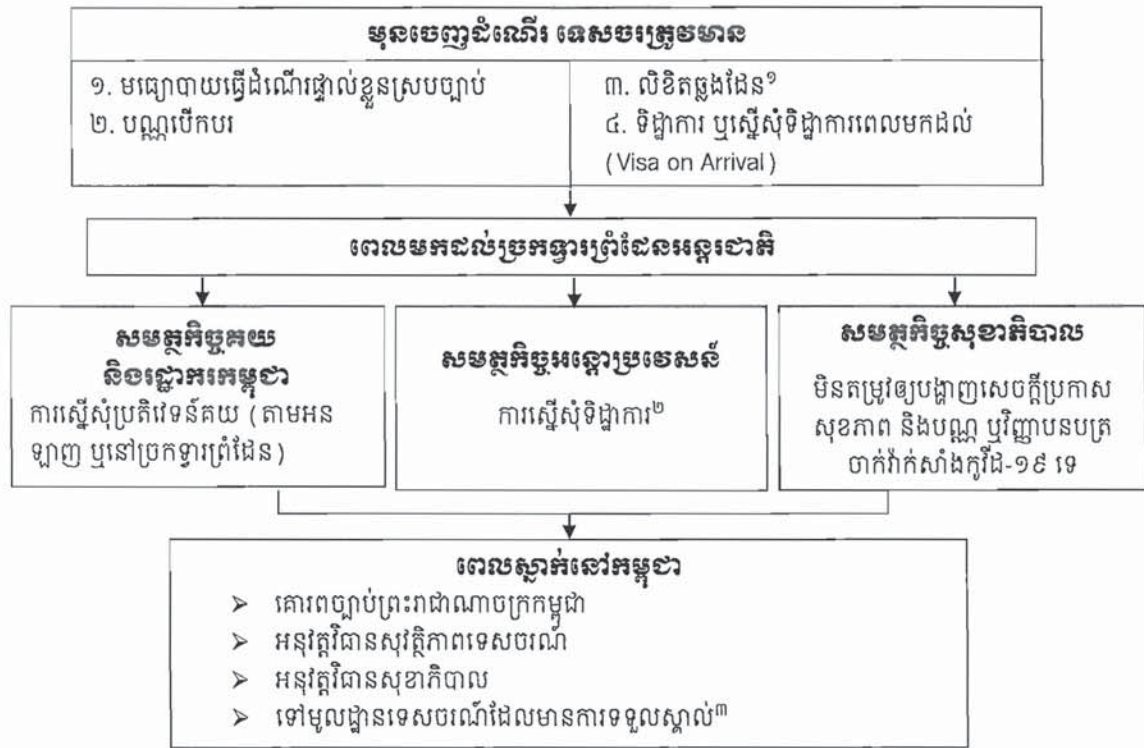 មុនចេញដំណើរ ទេសចរត្រូវមាន
១. មធ្យោបាយធ្វើដំណើរផ្ទាល់ខ្លួនស្របច្បាប់
២. បណ្ណបើកបរ
៣. លិខិតឆ្លងដែន១
៤. ទិដ្ឋាការ ឬស្នើសុំទិដ្ឋាការពេលមកដល់
(Visa on Arrival)
ពេលមកដល់ច្រកទ្វារព្រំដែនអន្តរជាតិ
សមត្ថកិច្ចគយ
និងរដ្ឋាករកម្ពុជា
ការស្នើសុំប្រតិវេទន៍គយ (តាមអន
ឡាញ ឬនៅច្រកទ្វារព្រំដែន)
សមត្ថកិច្ចអន្តោប្រវេសន៍
ការស្នើសុំទិដ្ឋាការ២
សមត្ថកិច្ចសុខាភិបាល
មិនតម្រូវឲ្យបង្ហាញសេចក្តីប្រកាស
សុខភាព និងបណ្ណ ឬវិញ្ញាបនបត្រ
ចាក់វ៉ាក់សាំងកូវីដ-១៩ ទេ
ពេលស្នាក់នៅកម្ពុជា
➢ គោរពច្បាប់ព្រះរាជាណាចក្រកម្ពុជា
➢ អនុវត្តវិធានសុវត្ថិភាពទេសចរណ៍
➢ អនុវត្តវិធានសុខាភិបាល
➢ ទៅមូលដ្ឋានទេសចរណ៍ដែលមានការទទួលស្គាល់៣